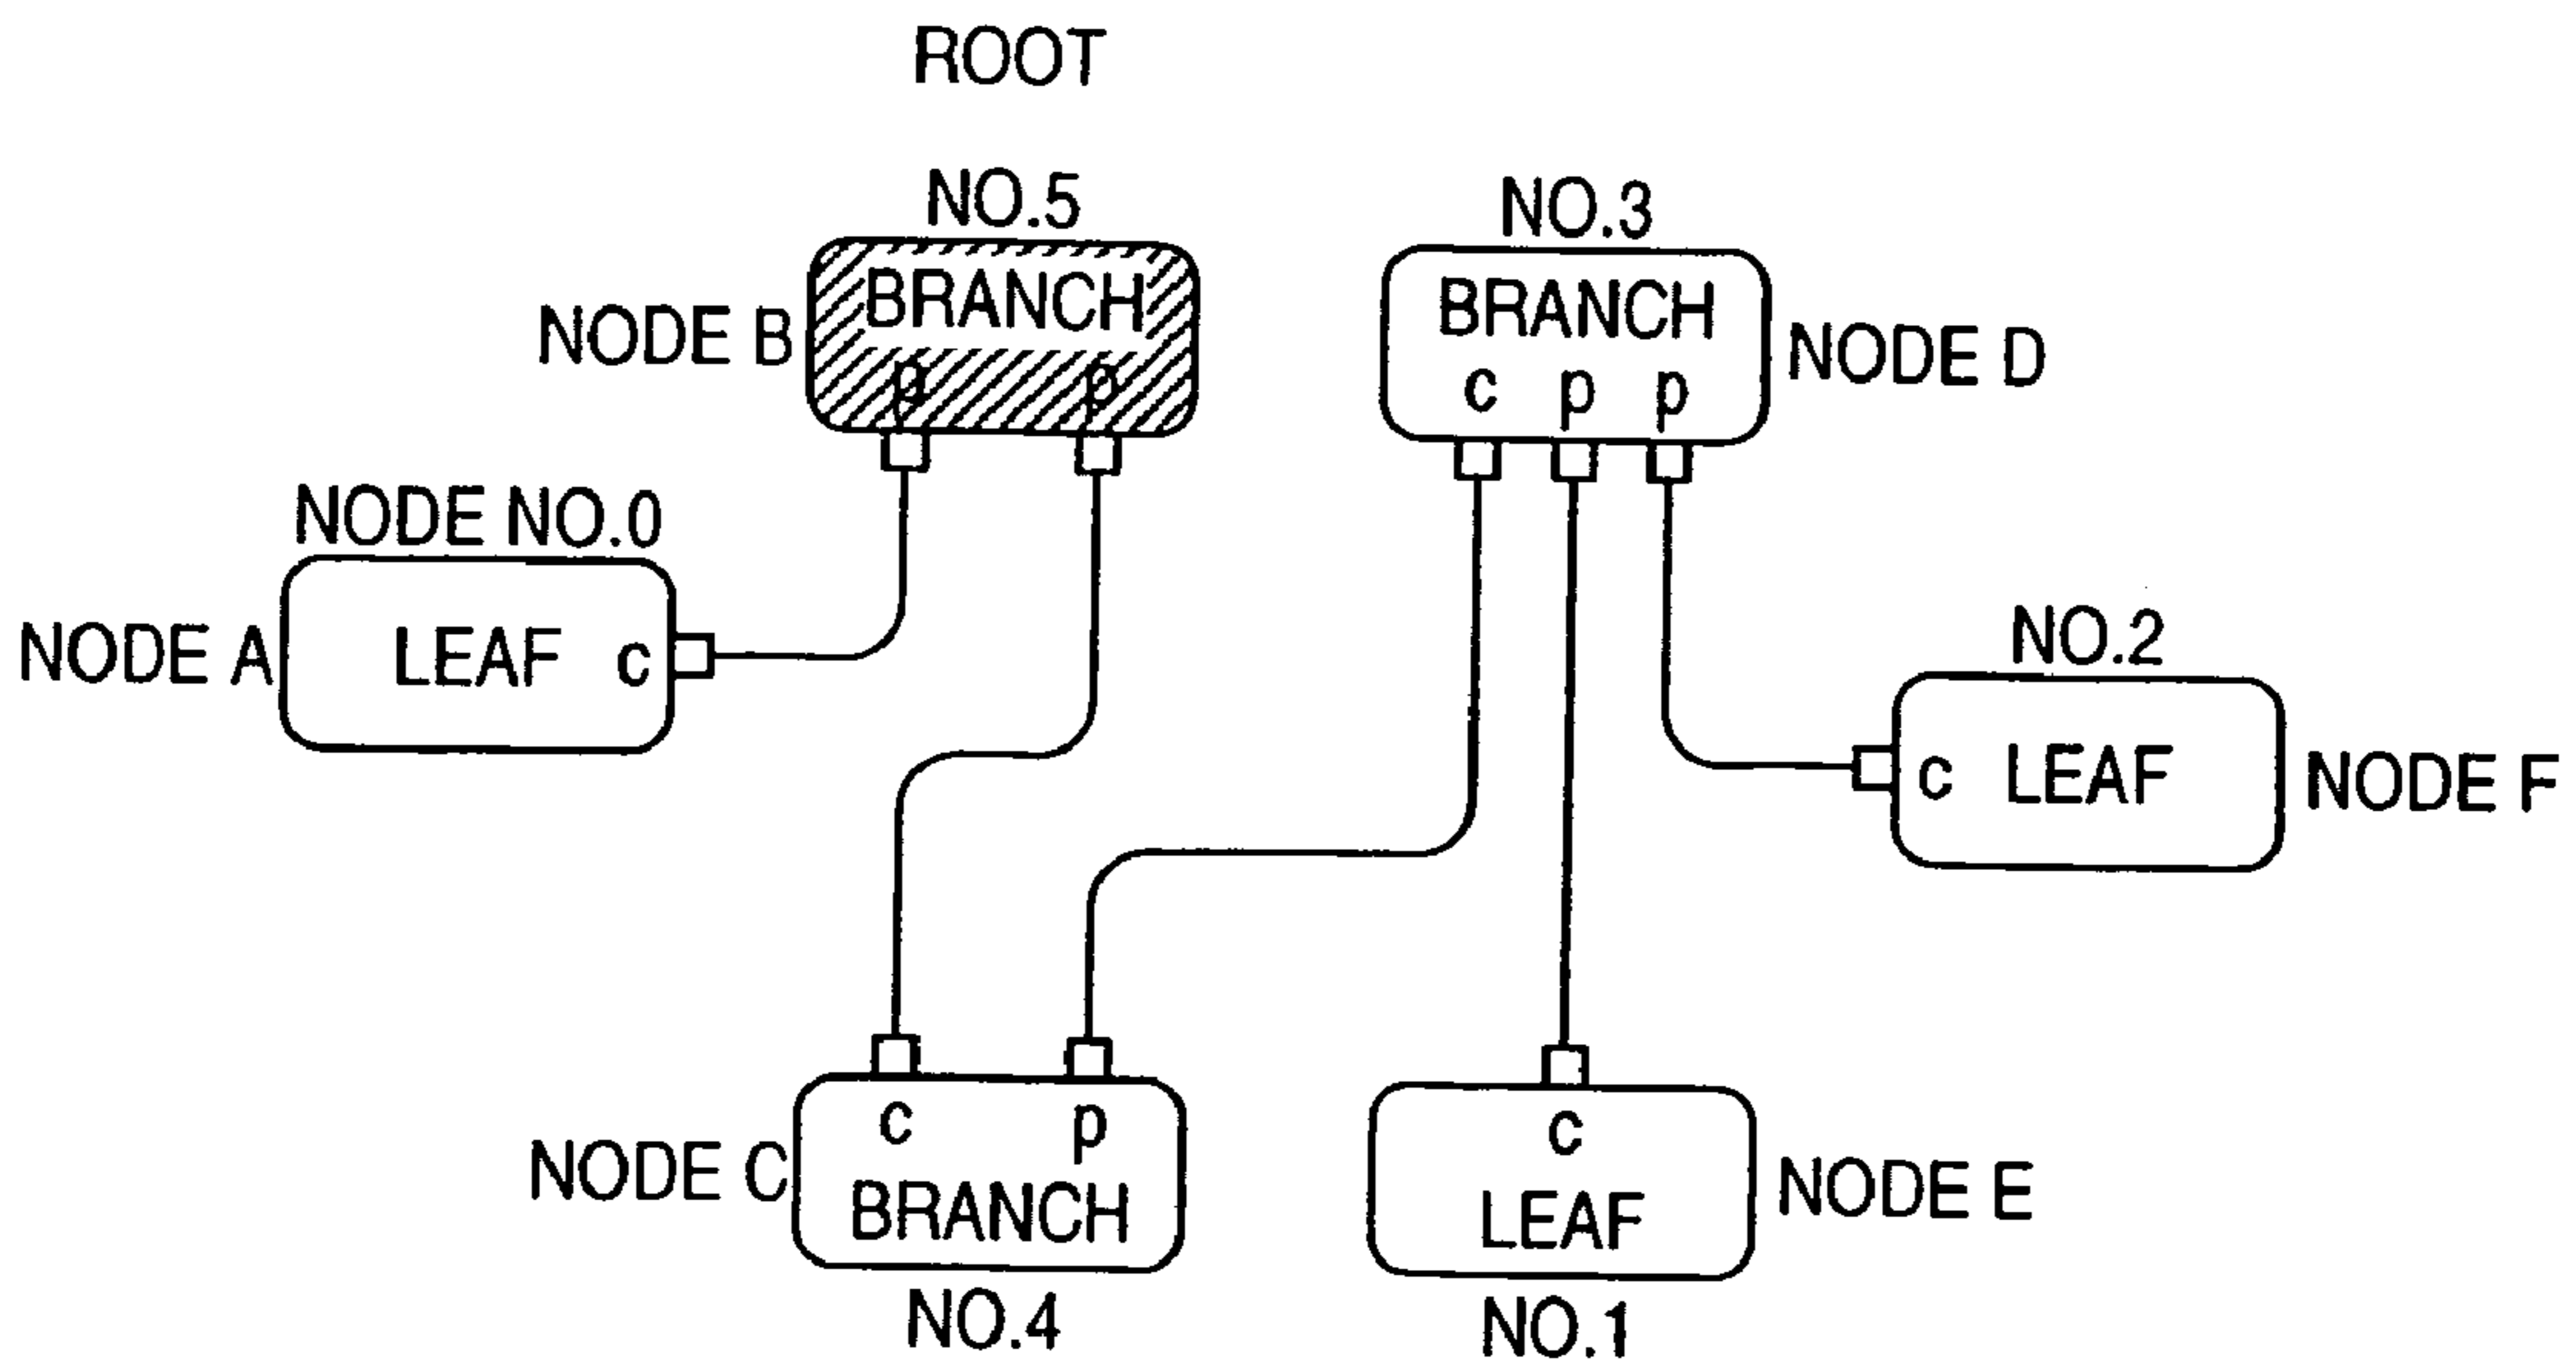 ROOT
NO.5
NO.3
NODE B
BRANCH
p p
BRANCH
c p p
NODE D
NODE NO.0
NODE A
LEAF c
NO.2
c LEAF
NODE F
NODE C
c p
BRANCH
NO.4
c
LEAF
NODE E
NO.1